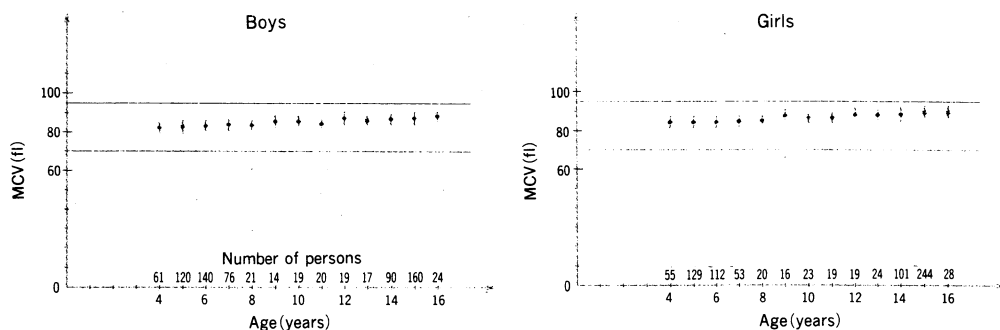 Boys
100
80
60
0
MCV (fl)
Number of persons
61 120 140 76 21 14 19 20 19 17 90 160 24
4 6 8 10 12 14 16
Age (years)
Girls
100
80
60
0
MCV (fl)
55 129 112 53 20 16 23 19 19 24 101 244 28
4 6 8 10 12 14 16
Age (years)